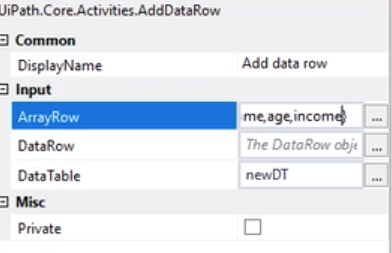 UiPath.Core.Activities.AddDataRow
Common
DisplayName Add data row
Input
ArrayRow me,age,income} ...
DataRow The DataRow obje ...
DataTable newDT ...
Misc
Private